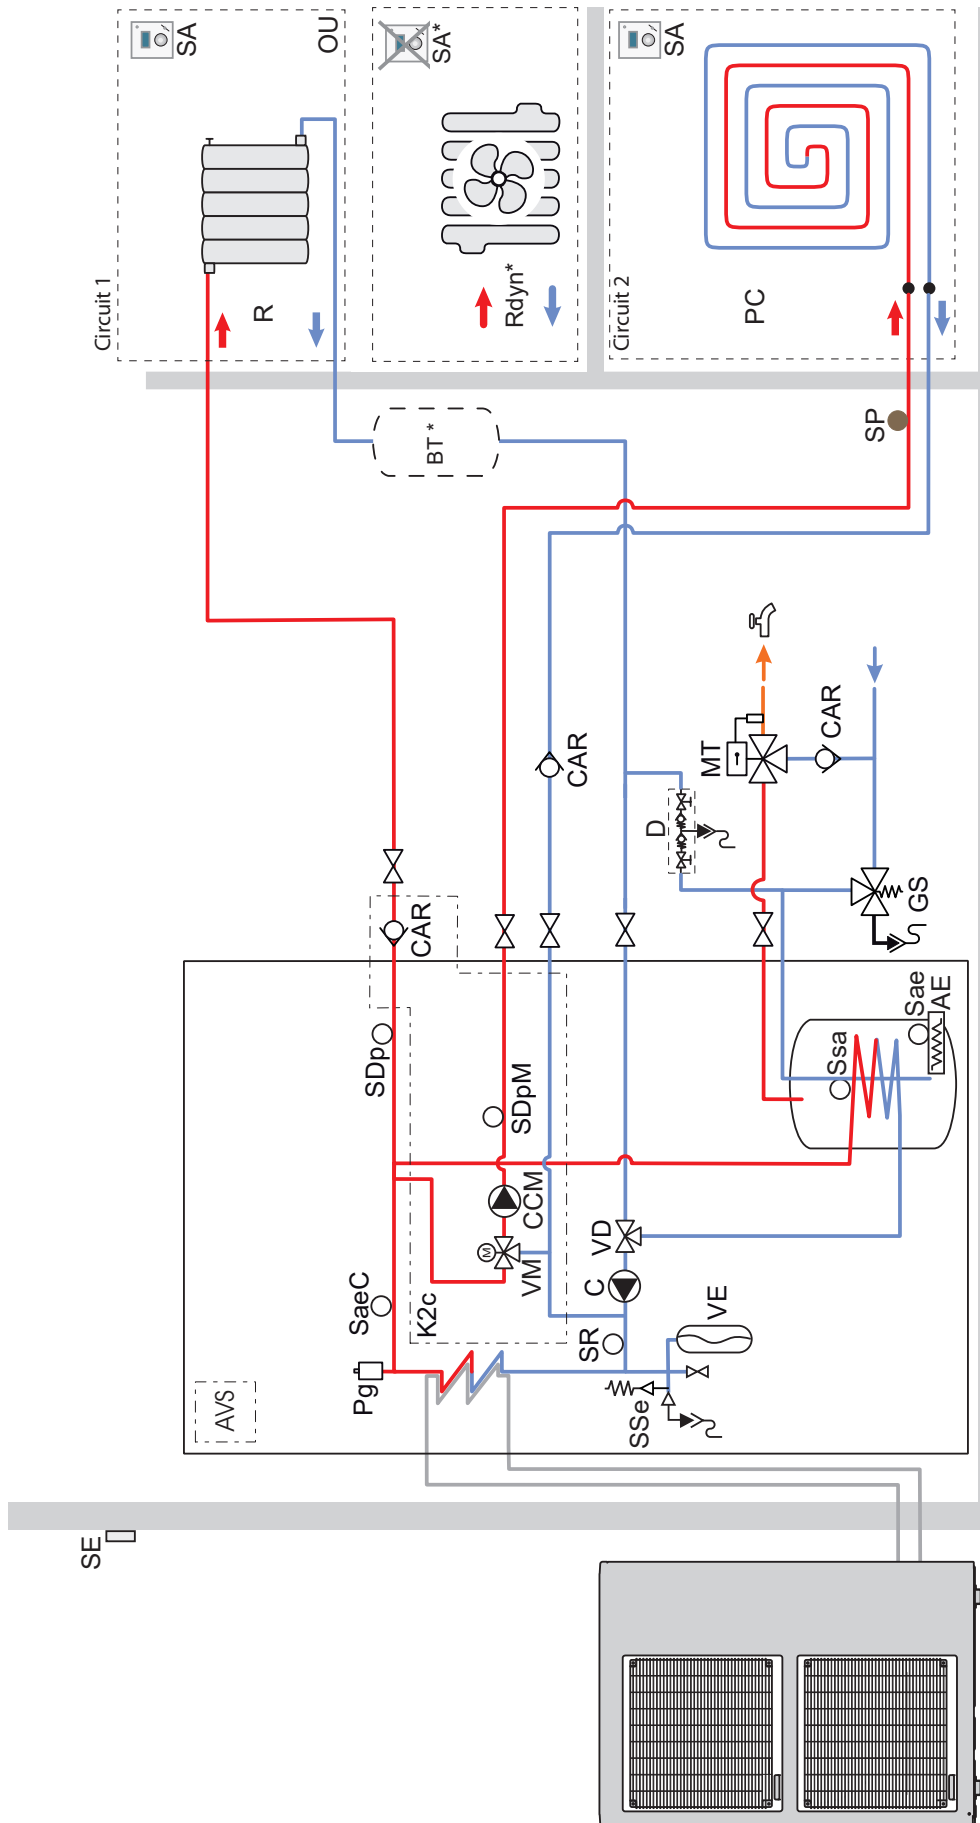 Circuit 1
SA
OU
R
SA*
Rdyn*
Circuit 2
SA
PC
BT *
SP
CAR
CAR
D
MT
CAR
GS
SDp
SDpM
Ssa
Sae
AE
SaeC
K2c
CCM
M
VM
VD
C
SR
VE
Pg
AVS
SSe
SE